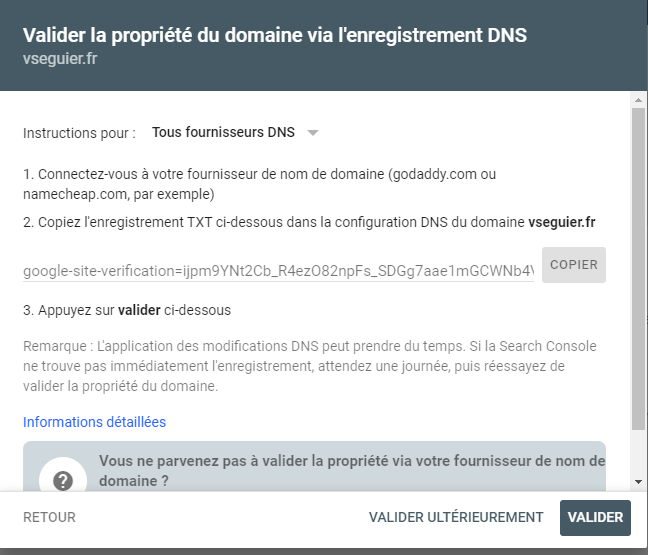 Valider la propriété du domaine via l'enregistrement DNS
vseguier.fr
Instructions pour : Tous fournisseurs DNS
1. Connectez-vous à votre fournisseur de nom de domaine (godaddy.com ou
namecheap.com, par exemple)
2. Copiez l'enregistrement TXT ci-dessous dans la configuration DNS du domaine vseguier.fr
google-site-verification=ijpm9YNt2Cb_R4ezO82npFs_SDGg7aae1mGCWNb4V
COPIER
3. Appuyez sur valider ci-dessous
Remarque : L'application des modifications DNS peut prendre du temps. Si la Search Console
ne trouve pas immédiatement l'enregistrement, attendez une journée, puis réessayez de
valider la propriété du domaine.
Informations détaillées
Vous ne parvenez pas à valider la propriété via votre fournisseur de nom de
domaine ?
RETOUR VALIDER ULTÉRIEUREMENT VALIDER